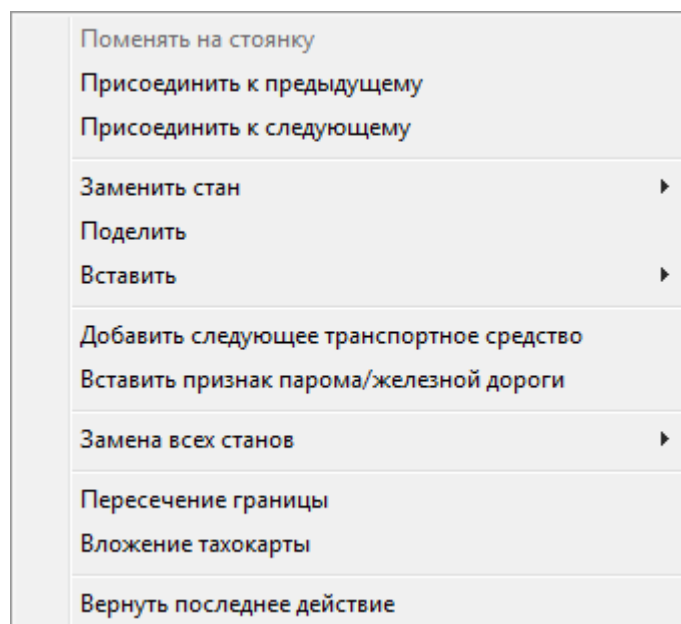 Поменять на стоянку
Присоединить к предыдущему
Присоединить к следующему
Заменить стан
Поделить
Вставить
Добавить следующее транспортное средство
Вставить признак парома/железной дороги
Замена всех станов
Пересечение границы
Вложение тахокарты
Вернуть последнее действие